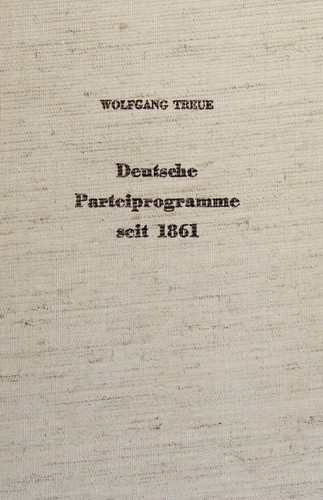 WOLFGANG TREUE
Deutsche
Parteiprogramme
seit 1861